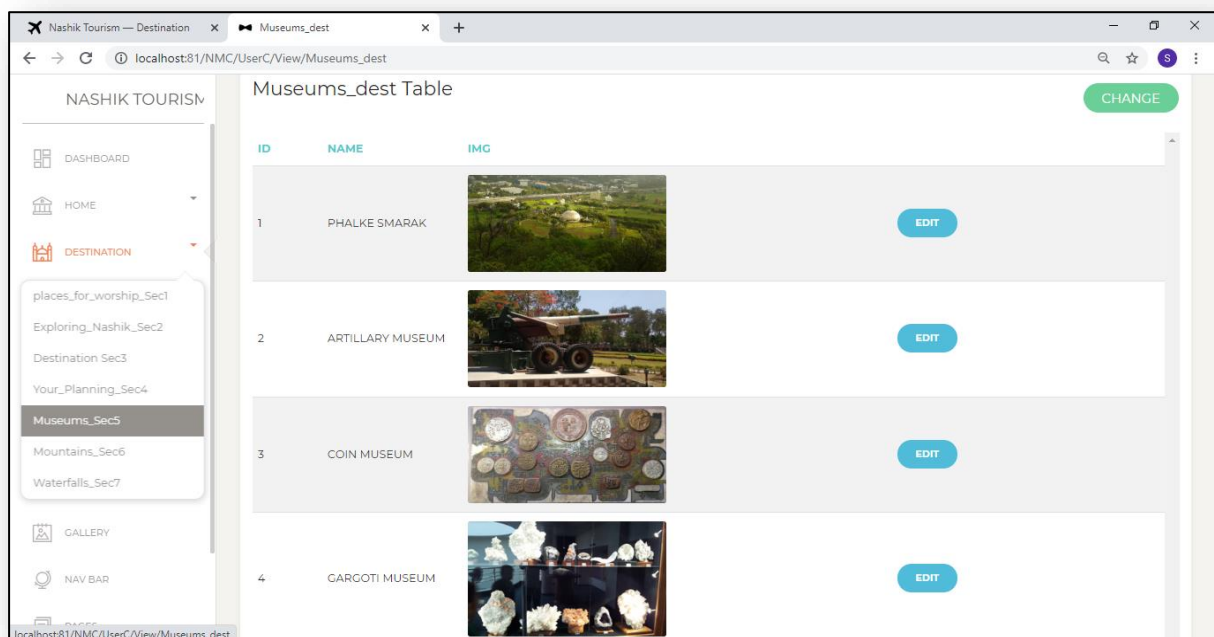 Nashik Tourism — Destination
Museums_dest
localhost:81/NMC/UserC/View/Museums_dest
S
NASHIK TOURISM
DASHBOARD
HOME
DESTINATION
places_for_worship_Sec1
Exploring_Nashik_Sec2
Destination Sec3
Your_Planning_Sec4
Museums_Sec5
Mountains_Sec6
Waterfalls_Sec7
GALLERY
NAV BAR
PAGES
localhost:81/NMC/UserC/View/Museums_dest
Museums_dest Table
CHANGE
ID NAME IMG
1 PHALKE SMARAK EDIT
2 ARTILLARY MUSEUM EDIT
3 COIN MUSEUM EDIT
4 GARGOTI MUSEUM EDIT